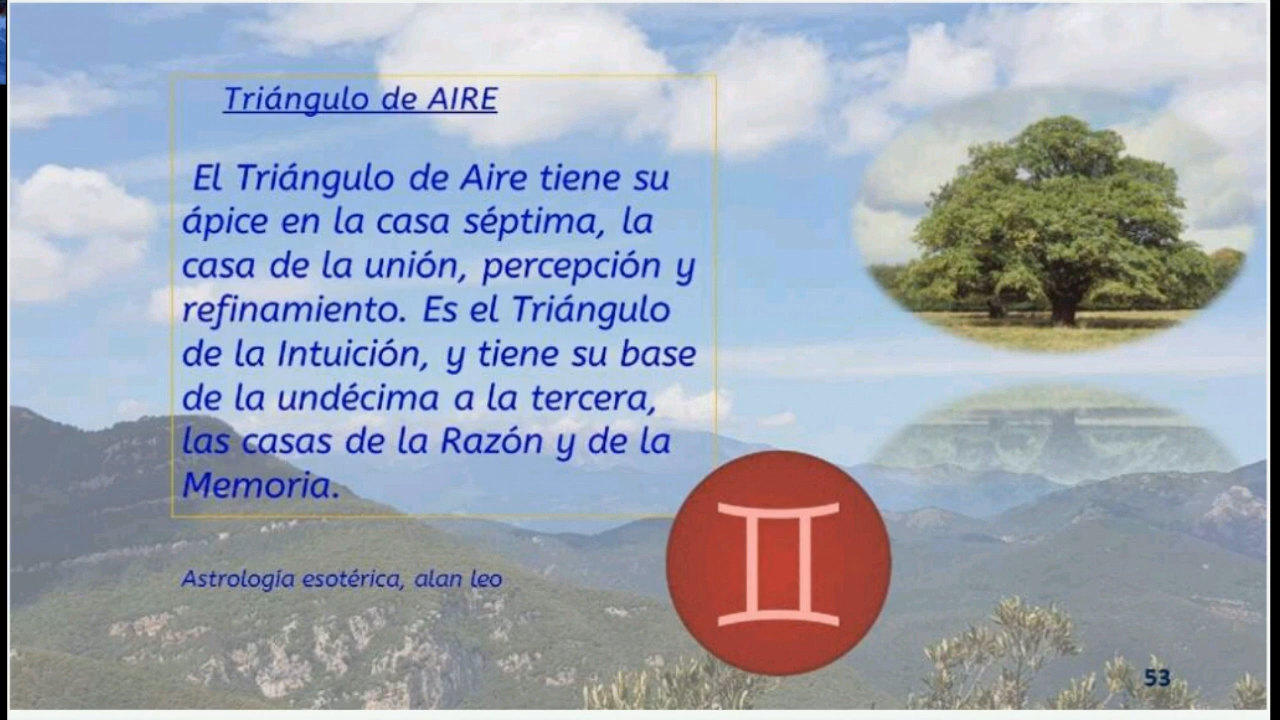 Triángulo de AIRE
El Triángulo de Aire tiene su
ápice en la casa séptima, la
casa de la unión, percepción y
refinamiento. Es el Triángulo
de la Intuición, y tiene su base
de la undécima a la tercera,
las casas de la Razón y de la
Memoria.
Astrología esotérica, alan leo
53